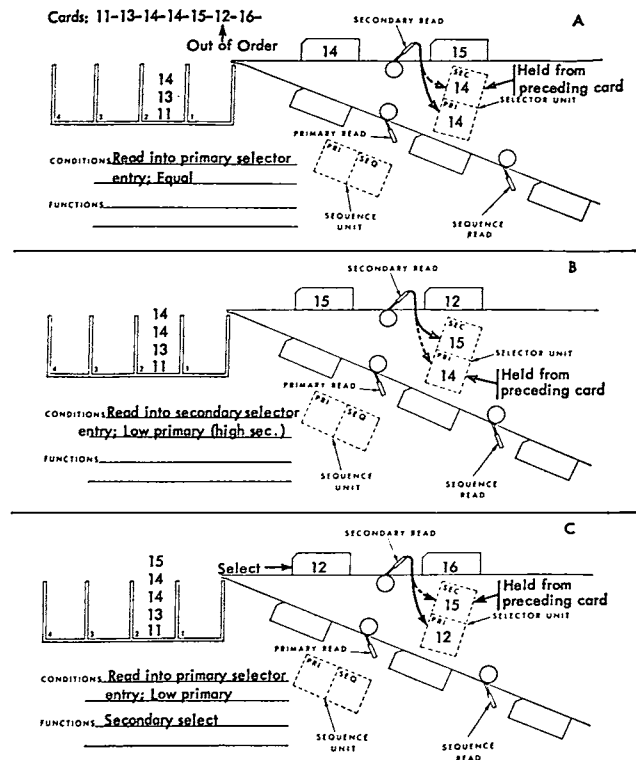 Cards: 11-13-14-14-15-12-16-
Out of Order
A
SECONDARY READ
14
15
SEC
14
PRI
14
Held from
preceding card
SELECTOR UNIT
14
13
11
4
3
2
1
PRIMARY READ
PRI
SEQ
SEQUENCE
UNIT
SEQUENCE
READ
CONDITIONS Read into primary selector
entry; Equal
FUNCTIONS
B
SECONDARY READ
15
12
SEC
15
PRI
14
SELECTOR UNIT
Held from
preceding card
14
14
13
11
4
3
2
1
PRIMARY READ
PRI
SEQ
SEQUENCE
UNIT
SEQUENCE
READ
CONDITIONS Read into secondary selector
entry; Low primary (high sec.)
FUNCTIONS
C
SECONDARY READ
Select
12
16
SEC
15
PRI
12
Held from
preceding card
SELECTOR UNIT
15
14
14
13
11
4
3
2
1
PRIMARY READ
PRI
SEQ
SEQUENCE
UNIT
SEQUENCE
READ
CONDITIONS Read into primary selector
entry; Low primary
FUNCTIONS Secondary select